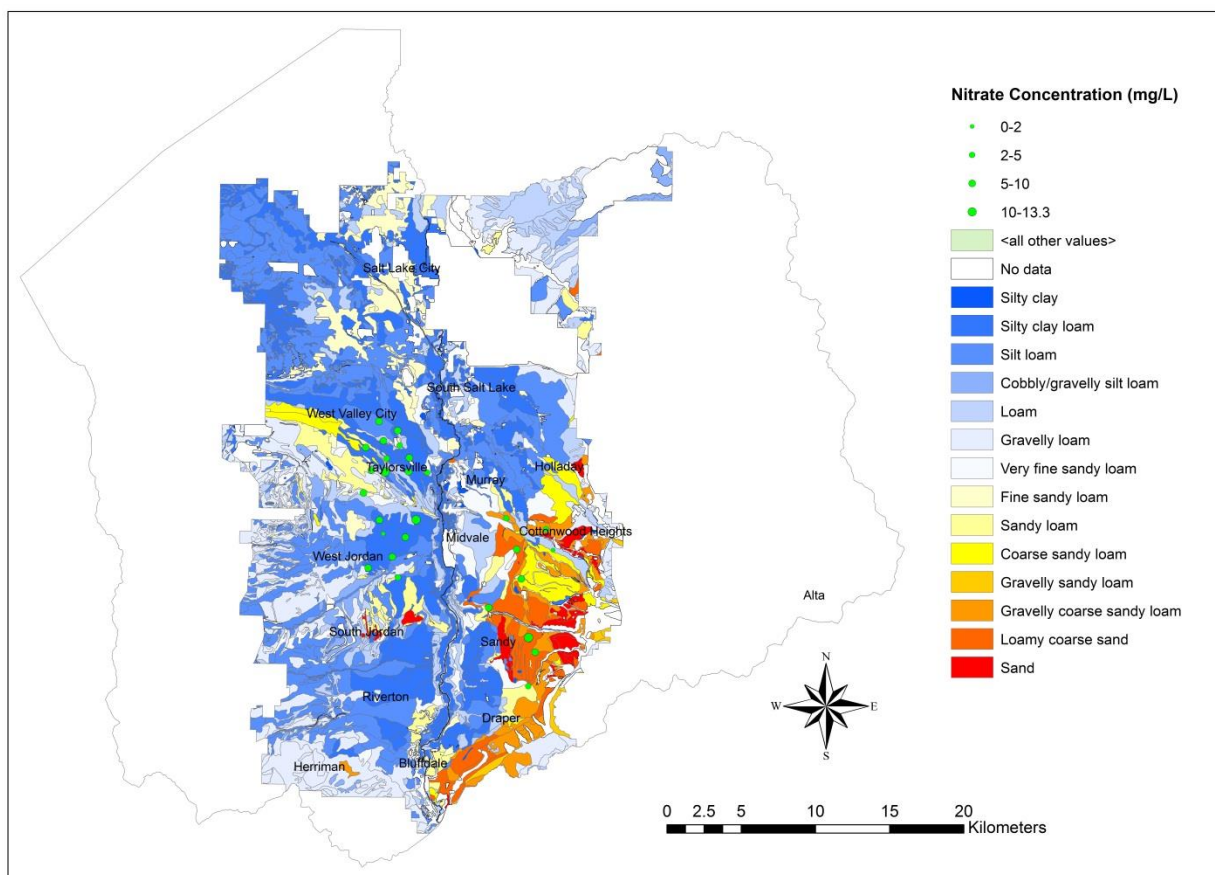 Nitrate Concentration (mg/L)
0-2
2-5
5-10
10-13.3
<all other values>
No data
Silty clay
Silty clay loam
Silt loam
Cobbly/gravelly silt loam
Loam
Gravelly loam
Very fine sandy loam
Fine sandy loam
Sandy loam
Coarse sandy loam
Gravelly sandy loam
Gravelly coarse sandy loam
Loamy coarse sand
Sand
Salt Lake City
South Salt Lake
West Valley City
Taylorsville
Holladay
Murray
Cottonwood Heights
Midvale
West Jordan
Alta
South Jordan
Sandy
Riverton
Draper
Bluffdale
Herriman
N
W E
S
0 2.5 5 10 15 20
Kilometers